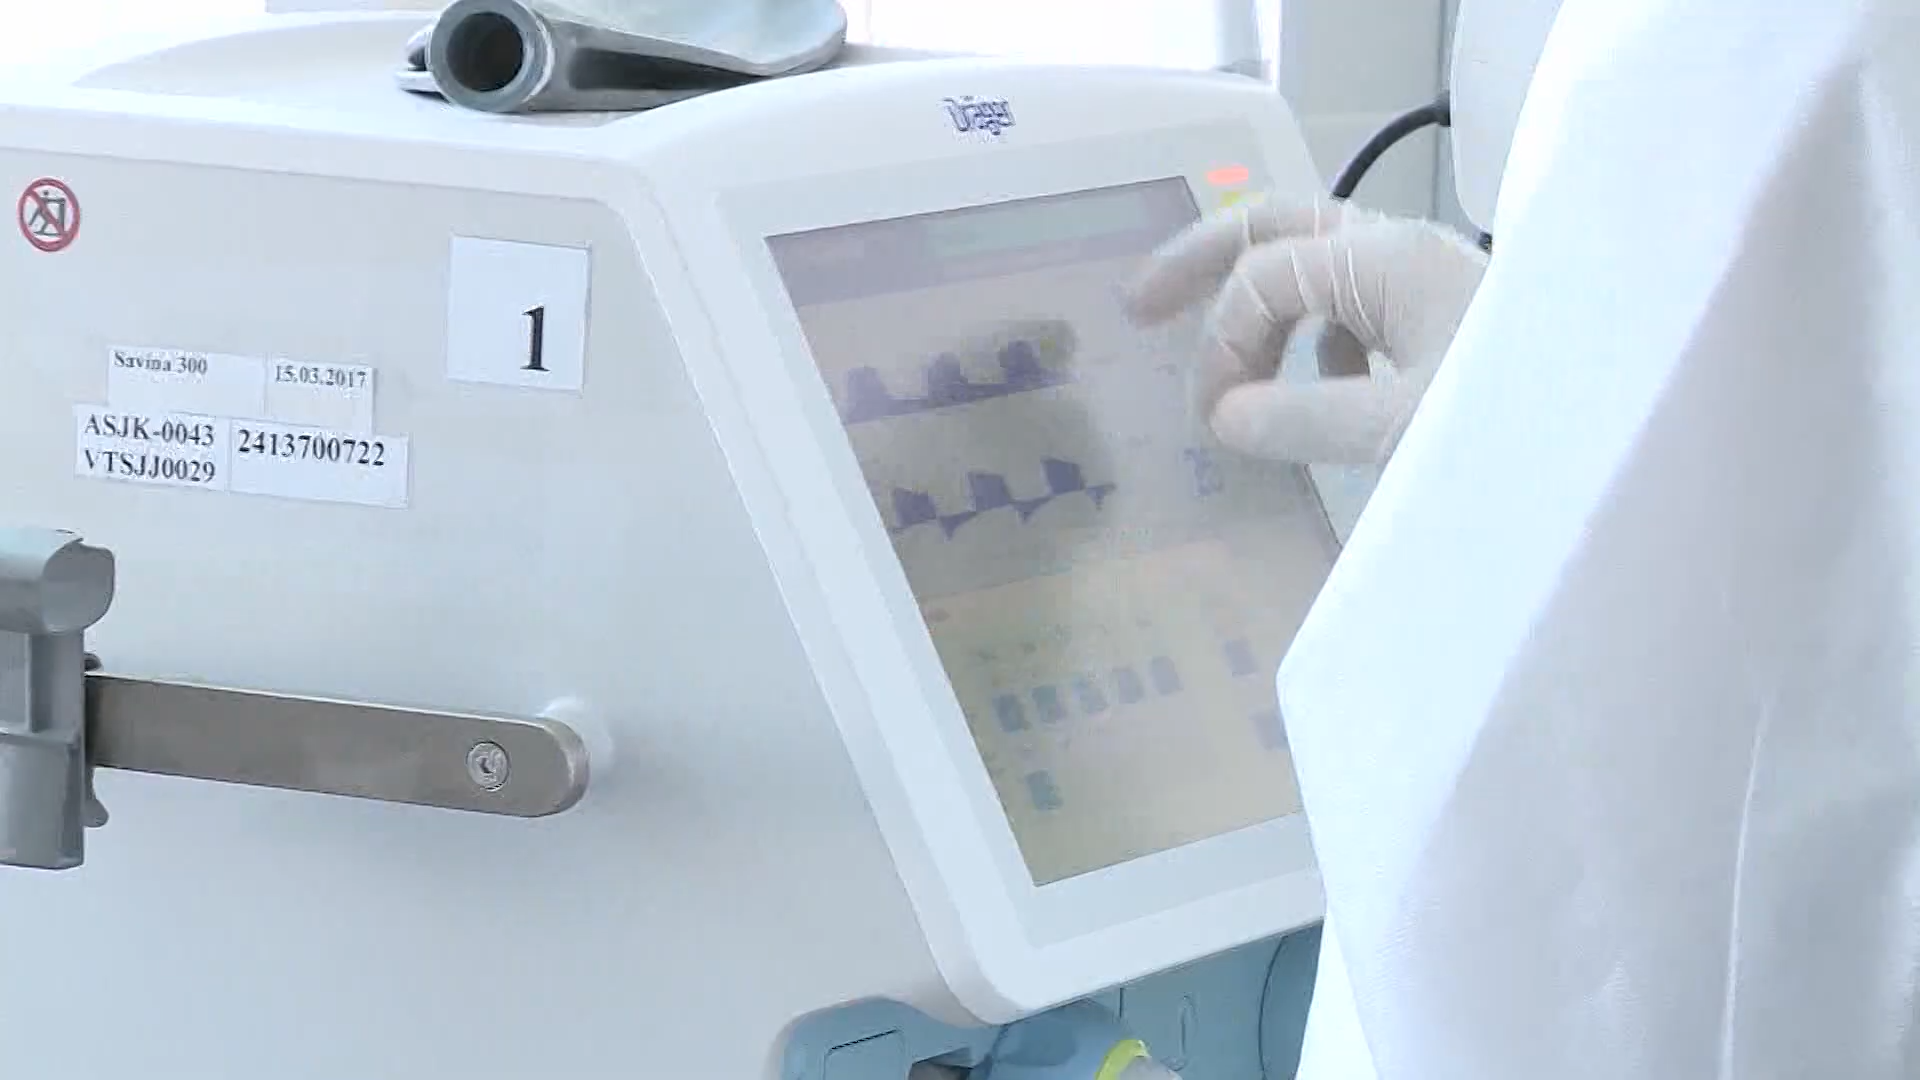 Dräger
1
Savina 300
15.03.2017
ASJK-0043
VTSJJ0029
2413700722